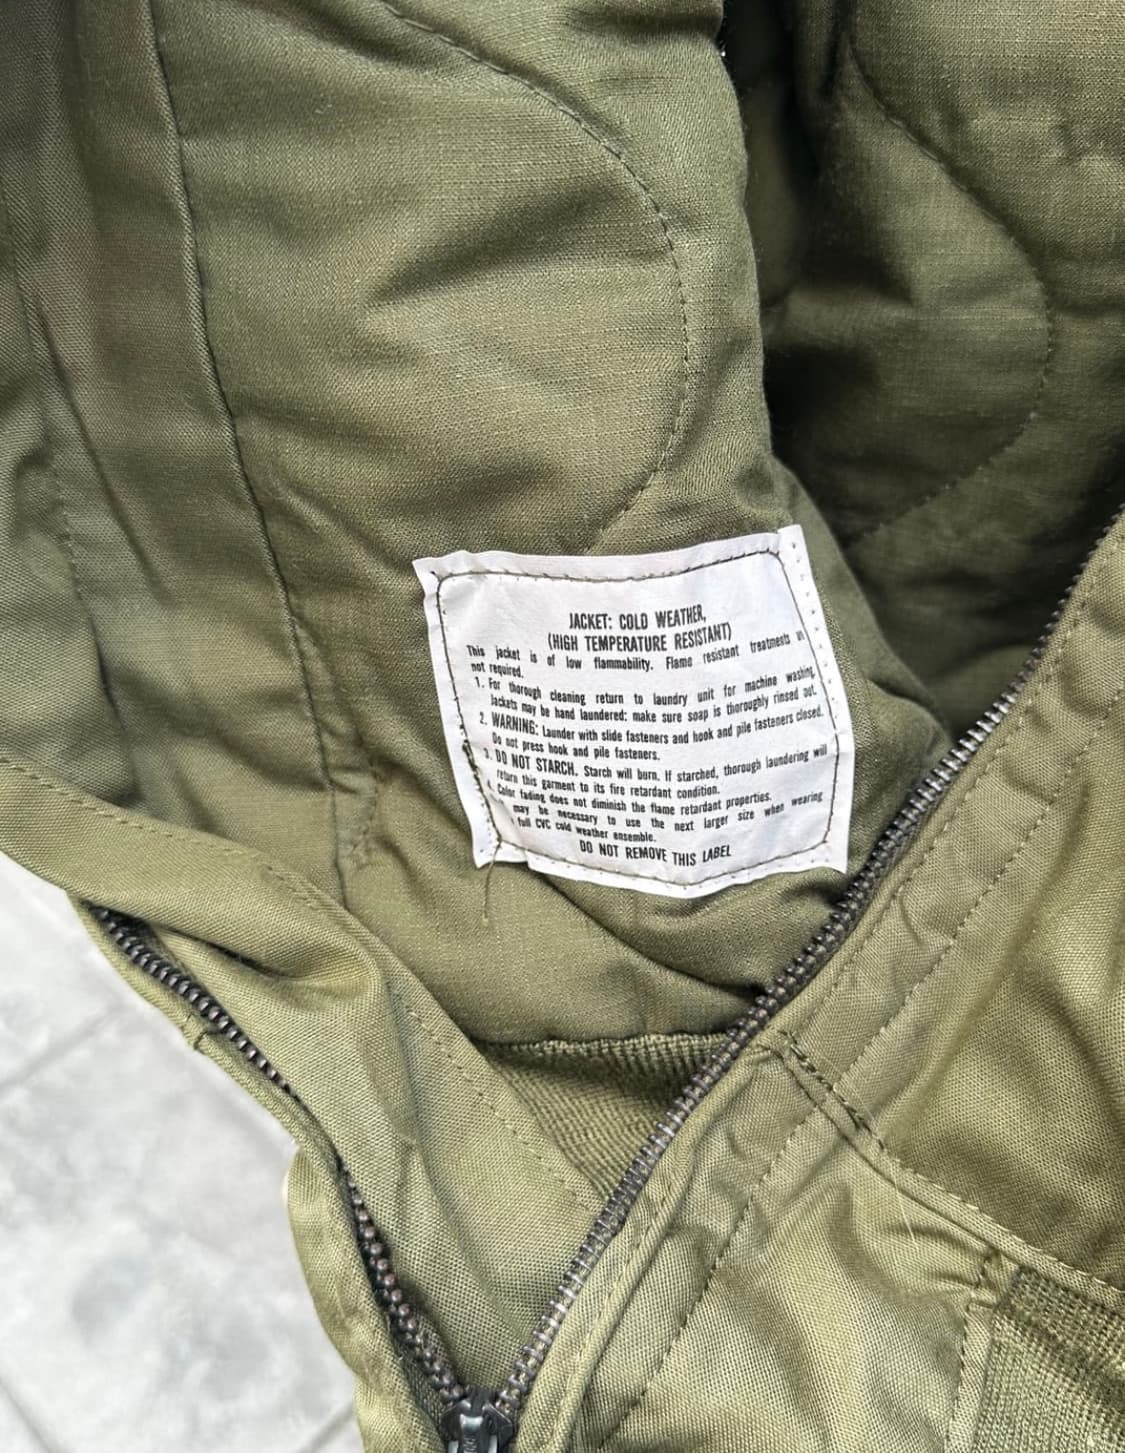 JACKET: COLD WEATHER,
(HIGH TEMPERATURE RESISTANT)
This jacket is of low flammability. Flame resistant treatments
not required.
1. For thorough cleaning return to laundry unit for machine washing
Jackets may be hand laundered: make sure soap is thoroughly rinsed out.
2. WARNING: Launder with slide fasteners and hook and pile fasteners closed.
Do not press hook and pile fasteners.
3. DO NOT STARCH. Starch will burn. If starched, thorough laundering will
return this garment to its fire retardant condition.
Color fading does not diminish the flame retardant properties.
may be necessary to use the next larger size when wearing
full CVC cold weather ensemble.
DO NOT REMOVE THIS LABEL